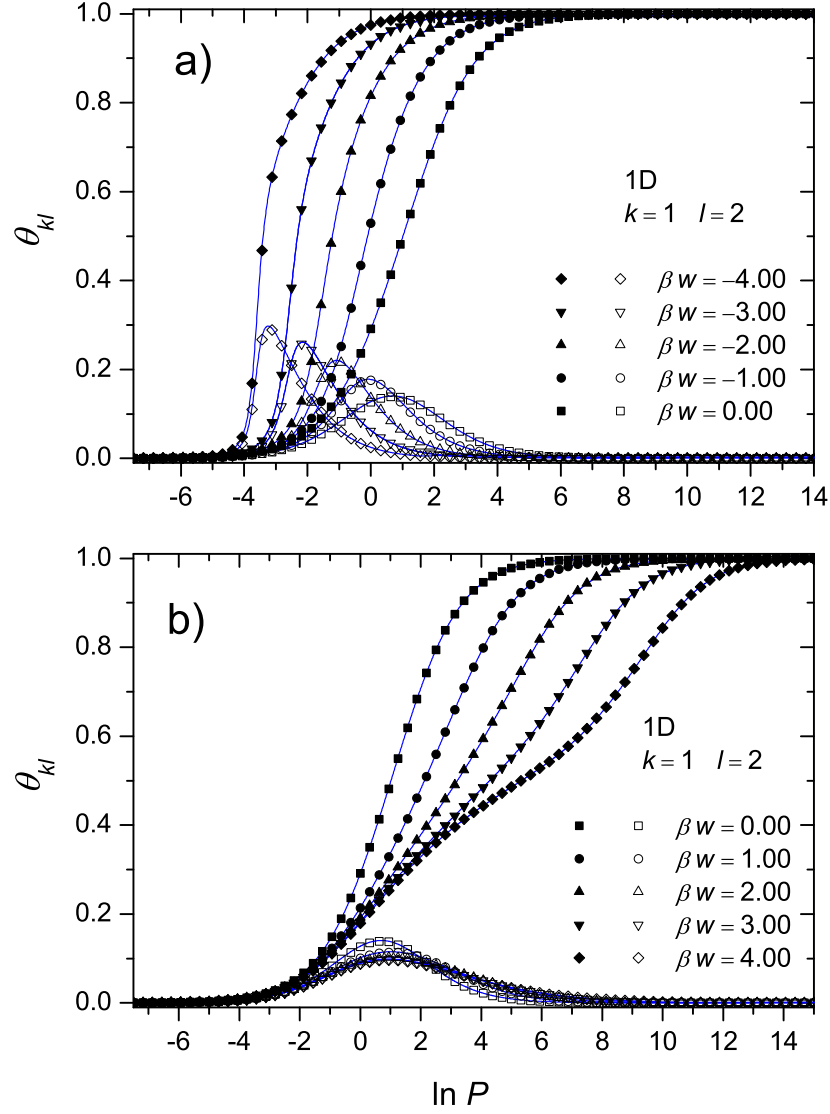 1.0
a)
0.8
1D
0.6
k = 1 l = 2
θkl
0.4
β w = –4.00
β w = –3.00
0.2
β w = –2.00
β w = –1.00
β w = 0.00
0.0
-6 -4 -2 0 2 4 6 8 10 12 14
1.0
b)
0.8
1D
0.6
k = 1 l = 2
θkl
0.4
β w = 0.00
β w = 1.00
0.2
β w = 2.00
β w = 3.00
β w = 4.00
0.0
-6 -4 -2 0 2 4 6 8 10 12 14
ln P